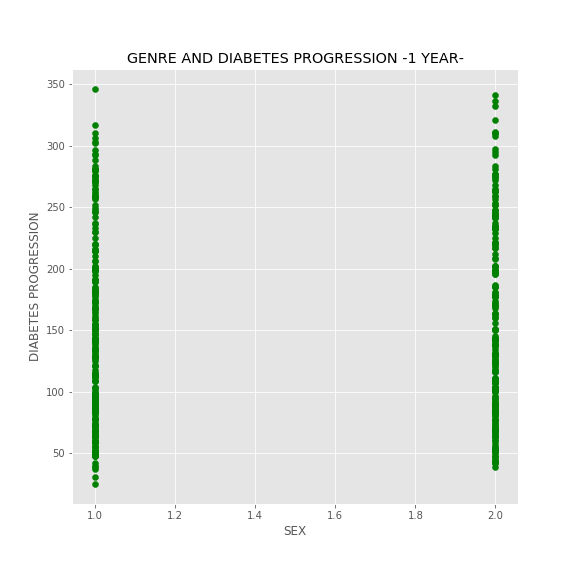 GENRE AND DIABETES PROGRESSION -1 YEAR-
350
300
250
200
150
100
50
DIABETES PROGRESSION
1.0 1.2 1.4 1.6 1.8 2.0
SEX